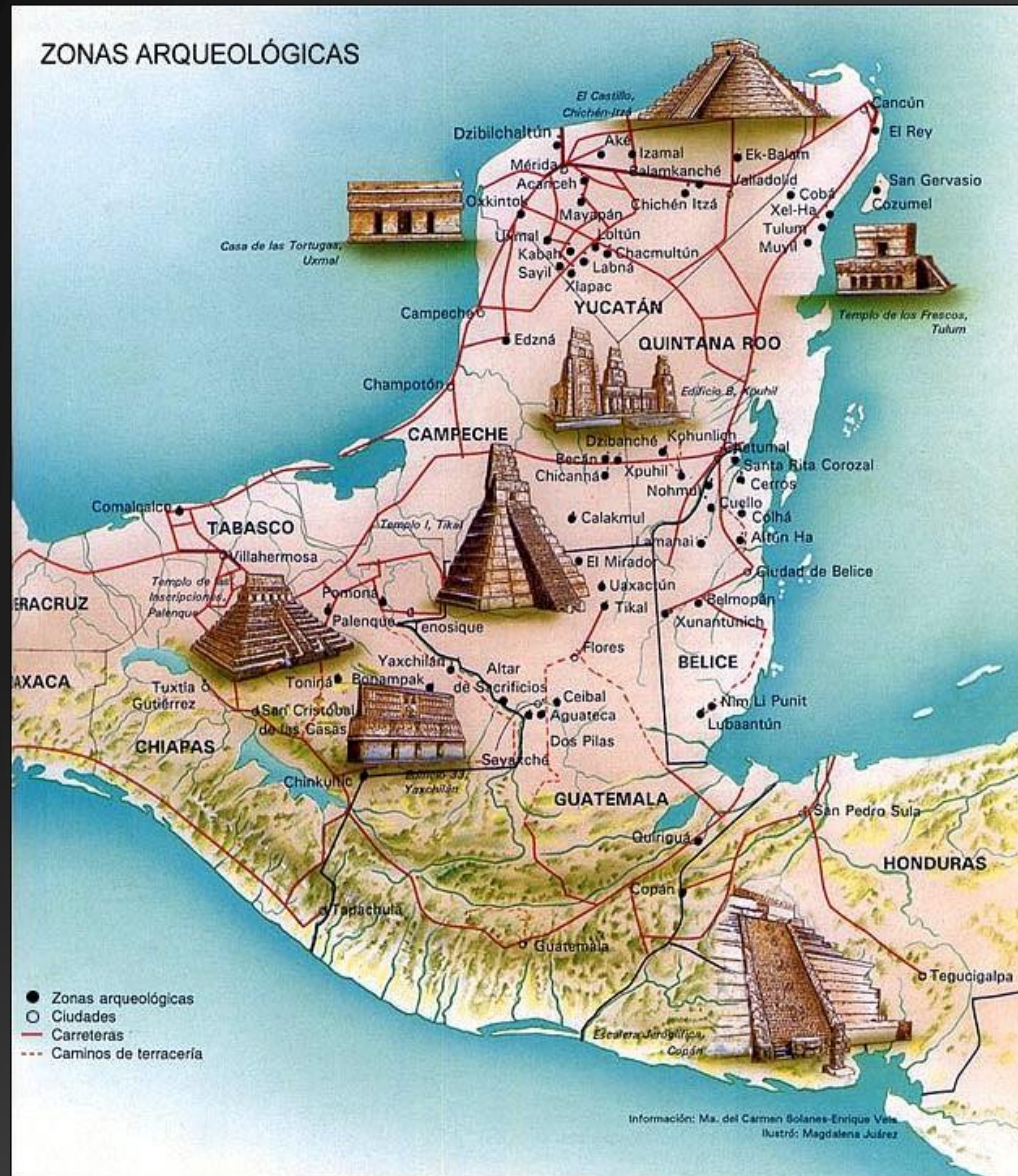 ZONAS ARQUEOLÓGICAS
El Castillo,
Chichén-Itzá
Cancún
El Rey
Dzibilchaltún
Aké
Izamal
Ek-Balam
Mérida
Balamkanché
Valladolid
Acanceh
San Gervasio
Cozumel
Oxkintok
Mayapán
Chichén Itzá
Cobá
Xel-Ha
Tulum
Muyil
Casa de las Tortugas,
Uxmal
Uxmal
Loltún
Kabah
Chacmultún
Sayil
Labná
Xlapac
Templo de los Frescos,
Tulum
Campeche
YUCATÁN
Edzná
QUINTANA ROO
Champotón
Edificio B, Xpuhil
CAMPECHE
Dzibanché
Kohunlich
Chetumal
Becán
Xpuhil
Santa Rita Corozal
Chicanná
Nohmul
Cerros
Cuello
Colhá
Comalcalco
TABASCO
Templo I, Tikal
Calakmul
Lamanai
Altún Ha
Villahermosa
El Mirador
Ciudad de Belice
Templo de las
Inscripciones,
Palenque
Pomoná
Uaxactún
Tikal
Belmopán
Xunantunich
ERACRUZ
Palenque
Tenosique
Flores
BELICE
AXACA
Yaxchilán
Altar
de Sacrificios
Toniná
Bonampak
Ceibal
Tuxtla
Gutiérrez
Nim Li Punit
San Cristóbal
de las Casas
Aguateca
Lubaantún
CHIAPAS
Dos Pilas
Sayaxché
Chinkultic
Edificio 33,
Yaxchilán
GUATEMALA
San Pedro Sula
Quiriguá
HONDURAS
Copán
Tapachula
Guatemala
Tegucigalpa
Zonas arqueológicas
Ciudades
Carreteras
Caminos de terracería
Escalera Jeroglífica,
Copán
Información: Ma. del Carmen Solanes-Enrique Vela
Ilustró: Magdalena Juárez